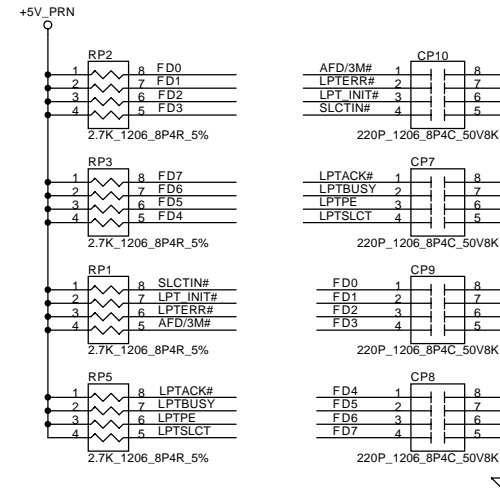 +5V_PRN
RP2
1 8 FD0
2 7 FD1
3 6 FD2
4 5 FD3
2.7K_1206_8P4R_5%
RP3
1 8 FD7
2 7 FD6
3 6 FD5
4 5 FD4
2.7K_1206_8P4R_5%
RP1
1 8 SLCTIN#
2 7 LPT_INIT#
3 6 LPTERR#
4 5 AFD/3M#
2.7K_1206_8P4R_5%
RP5
1 8 LPTACK#
2 7 LPTBUSY
3 6 LPTPE
4 5 LPTSLCT
2.7K_1206_8P4R_5%
CP10
AFD/3M# 1 8
LPTERR# 2 7
LPT_INIT# 3 6
SLCTIN# 4 5
220P_1206_8P4C_50V8K
CP7
LPTACK# 1 8
LPTBUSY 2 7
LPTPE 3 6
LPTSLCT 4 5
220P_1206_8P4C_50V8K
CP9
FD0 1 8
FD1 2 7
FD2 3 6
FD3 4 5
220P_1206_8P4C_50V8K
CP8
FD4 1 8
FD5 2 7
FD6 3 6
FD7 4 5
220P_1206_8P4C_50V8K